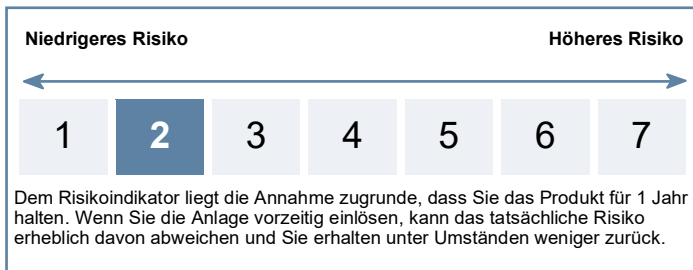 Niedrigeres Risiko Höheres Risiko
1 2 3 4 5 6 7
Dem Risikoindikator liegt die Annahme zugrunde, dass Sie das Produkt für 1 Jahr
halten. Wenn Sie die Anlage vorzeitig einlösen, kann das tatsächliche Risiko
erheblich davon abweichen und Sie erhalten unter Umständen weniger zurück.